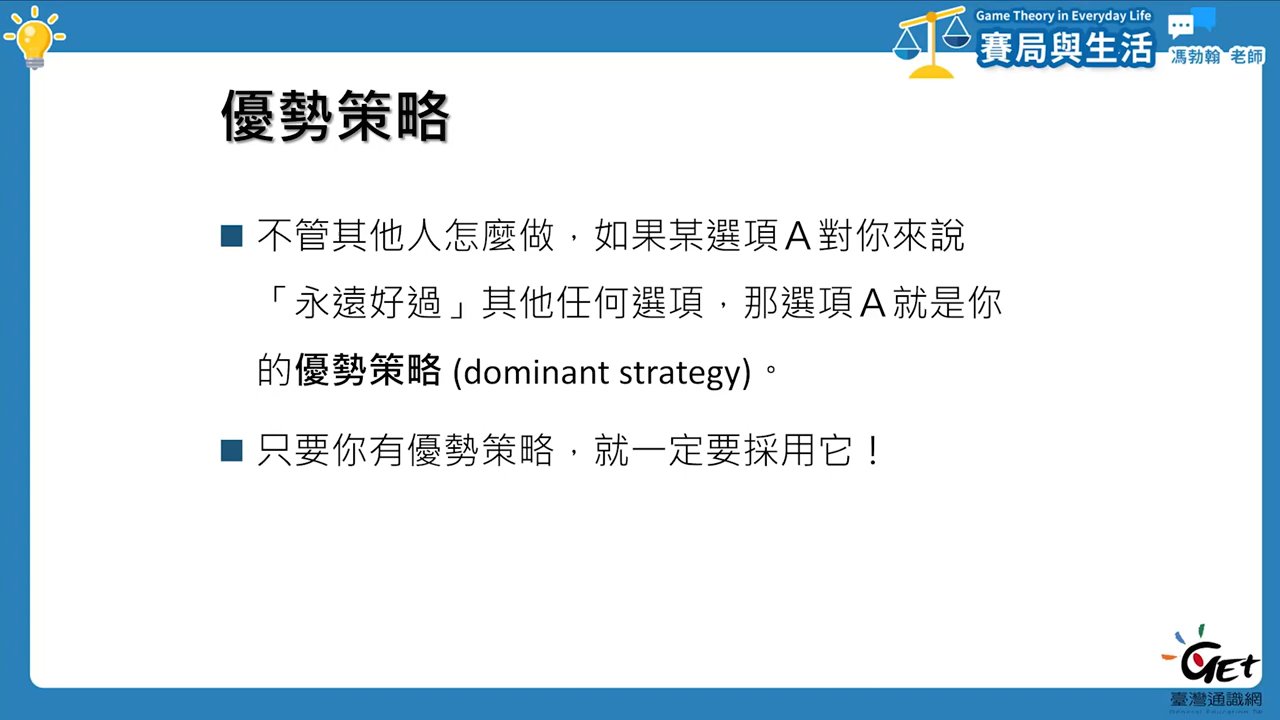 Game Theory in Everyday Life
賽局與生活
馮勃翰 老師
優勢策略
不管其他人怎麼做，如果某選項A對你來說
「永遠好過」其他任何選項，那選項A就是你
的優勢策略 (dominant strategy)。
只要你有優勢策略，就一定要採用它！
GET
臺灣通識網